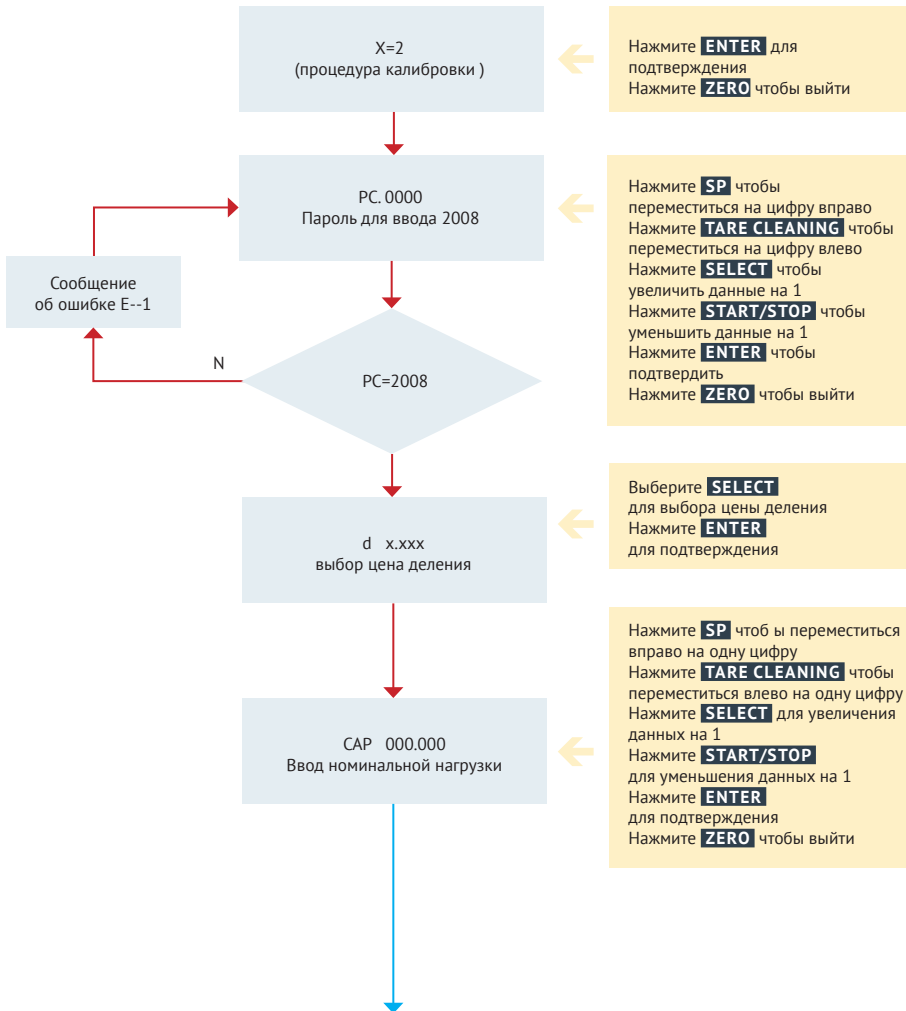 X=2
(процедура калибровки )
Нажмите ENTER для
подтверждения
Нажмите ZERO чтобы выйти
PC. 0000
Пароль для ввода 2008
Нажмите SP чтобы
переместиться на цифру вправо
Нажмите TARE CLEANING чтобы
переместиться на цифру влево
Нажмите SELECT чтобы
увеличить данные на 1
Нажмите START/STOP чтобы
уменьшить данные на 1
Нажмите ENTER чтобы
подтвердить
Нажмите ZERO чтобы выйти
Сообщение
об ошибке E--1
N
PC=2008
d x.xxx
выбор цена деления
Выберите SELECT
для выбора цены деления
Нажмите ENTER
для подтверждения
CAP 000.000
Ввод номинальной нагрузки
Нажмите SP чтоб ы переместиться
вправо на одну цифру
Нажмите TARE CLEANING чтобы
переместиться влево на одну цифру
Нажмите SELECT для увеличения
данных на 1
Нажмите START/STOP
для уменьшения данных на 1
Нажмите ENTER
для подтверждения
Нажмите ZERO чтобы выйти